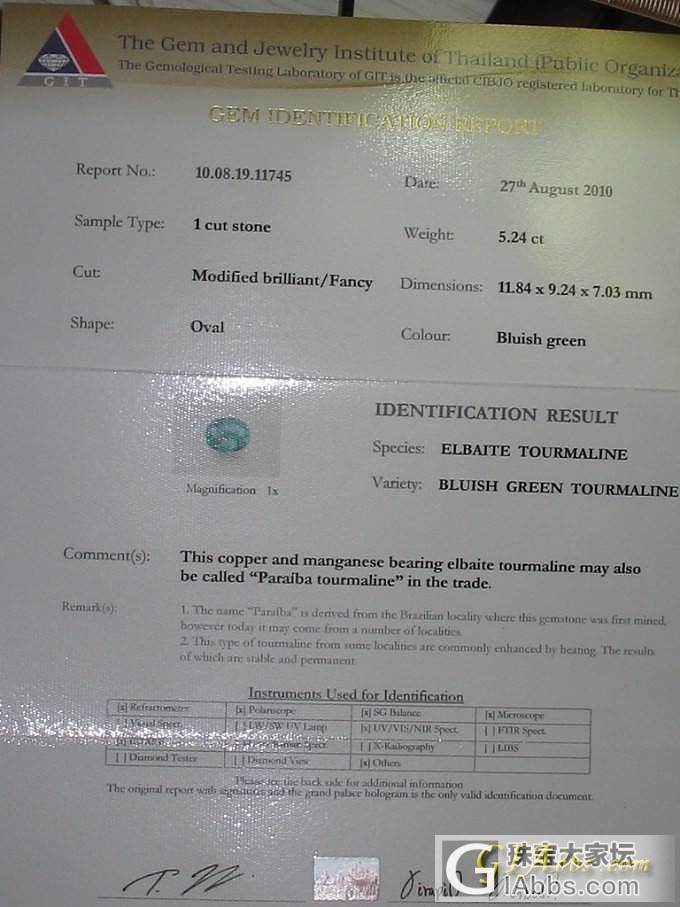 GIT
The Gem and Jewelry Institute of Thailand (Public Organiza
The Gemological Testing Laboratory of GIT is the official CIBJO registered laboratory for Th
GEM IDENTIFICATION REPORT
Report No.: 10.08.19.11745 Date: 27th August 2010
Sample Type: 1 cut stone Weight: 5.24 ct
Cut: Modified brilliant/Fancy Dimensions: 11.84 x 9.24 x 7.03 mm
Shape: Oval Colour: Bluish green
IDENTIFICATION RESULT
Species: ELBAITE TOURMALINE
Variety: BLUISH GREEN TOURMALINE
Magnification 1x
Comment(s): This copper and manganese bearing elbaite tourmaline may also
be called “Paraíba tourmaline” in the trade.
Remark(s): 1. The name “Paraíba” is derived from the Brazilian locality where this gemstone was first mined,
however today it may come from a number of localities.
2. This type of tourmaline from some localities are commonly enhanced by heating. The results
of which are stable and permanent
Instruments Used for Identification
[x] Refractometer [x] Polariscope [x] SG Balance [x] Microscope
[ ] Visual Spect. [ ] LW/SW UV Lamp [x] UV/VIS/NIR Spect. [ ] FTIR Spect.
Spect. [ ] X-Radiography [ ] LIBS
[ ] Diamond Tester [ ] Diamond View [x] Others
Please see the back side for additional information
The original report with signatures and the grand palace hologram is the only valid identification document.
珠宝大家坛
GIAbbs.com